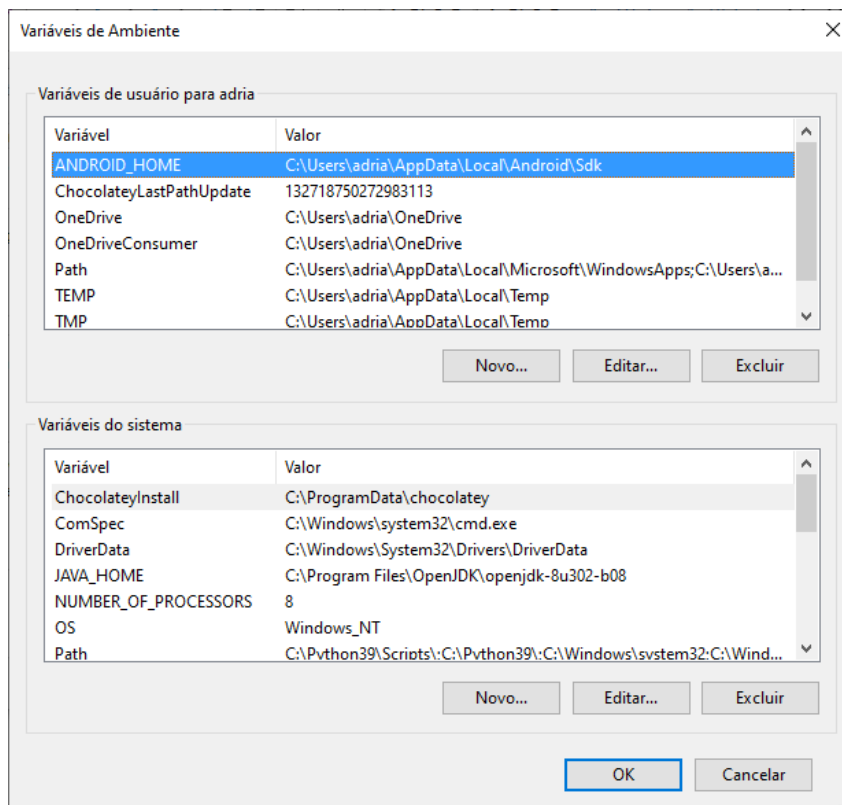 Variáveis de Ambiente
Variáveis de usuário para adria
Variável Valor
ANDROID_HOME C:\Users\adria\AppData\Local\Android\Sdk
ChocolateyLastPathUpdate 132718750272983113
OneDrive C:\Users\adria\OneDrive
OneDriveConsumer C:\Users\adria\OneDrive
Path C:\Users\adria\AppData\Local\Microsoft\WindowsApps;C:\Users\a...
TEMP C:\Users\adria\AppData\Local\Temp
TMP C:\Users\adria\AppData\Local\Temp
Novo... Editar... Excluir
Variáveis do sistema
Variável Valor
ChocolateyInstall C:\ProgramData\chocolatey
ComSpec C:\Windows\system32\cmd.exe
DriverData C:\Windows\System32\Drivers\DriverData
JAVA_HOME C:\Program Files\OpenJDK\openjdk-8u302-b08
NUMBER_OF_PROCESSORS 8
OS Windows_NT
Path C:\Python39\Scripts\;C:\Python39\;C:\Windows\system32;C:\Wind...
Novo... Editar... Excluir
OK Cancelar